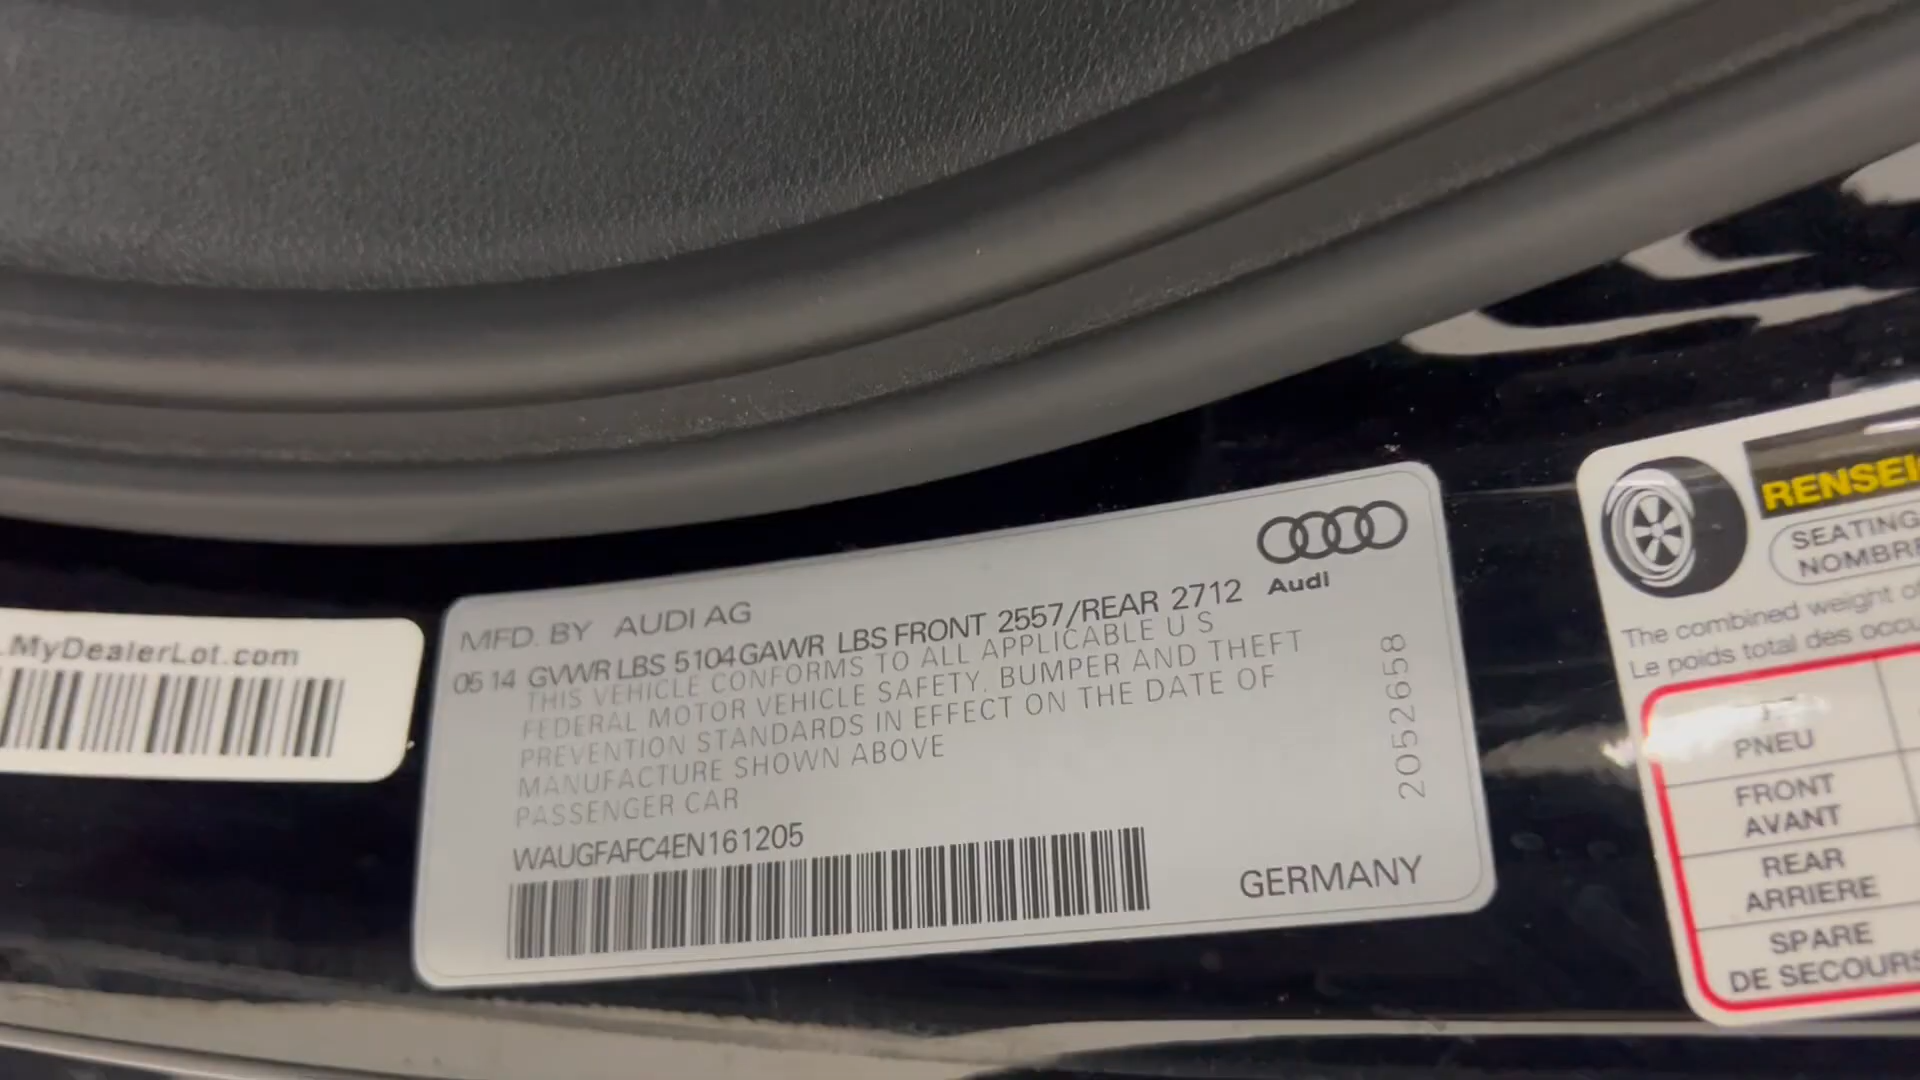 .MyDealerLot.com
MFD. BY AUDI AG
05 14 GVWR LBS 5104 GAWR LBS FRONT 2557/REAR 2712
THIS VEHICLE CONFORMS TO ALL APPLICABLE U S
FEDERAL MOTOR VEHICLE SAFETY, BUMPER AND THEFT
PREVENTION STANDARDS IN EFFECT ON THE DATE OF
MANUFACTURE SHOWN ABOVE
PASSENGER CAR
WAUGFAFC4EN161205
GERMANY
Audi
2052658
RENSEI
SEATING
NOMBRE
The combined weight of
Le poids total des occu
PNEU
FRONT
AVANT
REAR
ARRIERE
SPARE
DE SECOURS